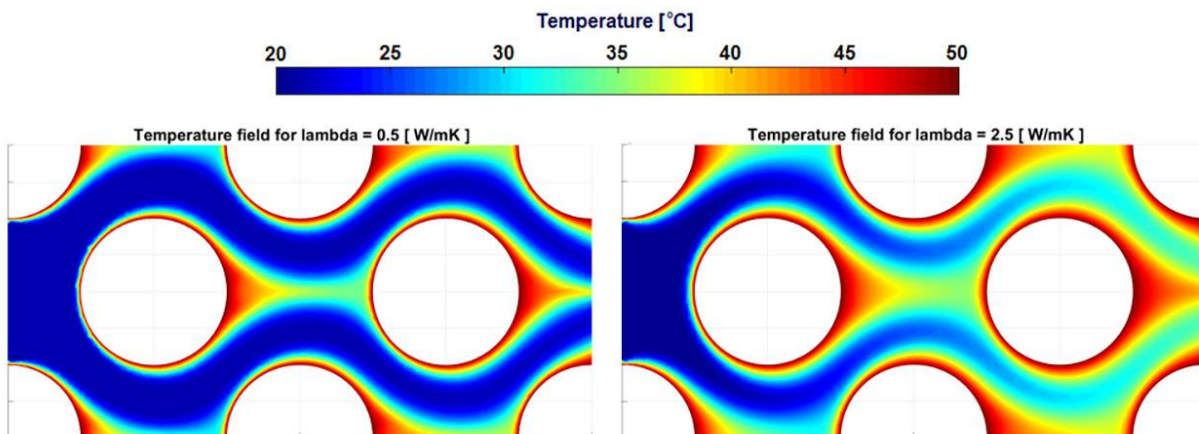 Temperature [°C]
20 25 30 35 40 45 50
Temperature field for lambda = 0.5 [ W/mK ]
Temperature field for lambda = 2.5 [ W/mK ]